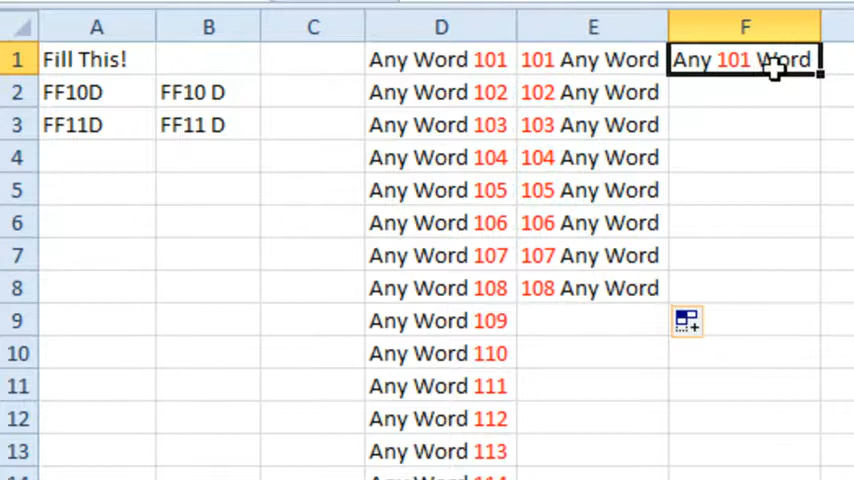 A B C D E F
1 Fill This! Any Word 101 101 Any Word Any 101 Word
2 FF10D FF10 D Any Word 102 102 Any Word
3 FF11D FF11 D Any Word 103 103 Any Word
4 Any Word 104 104 Any Word
5 Any Word 105 105 Any Word
6 Any Word 106 106 Any Word
7 Any Word 107 107 Any Word
8 Any Word 108 108 Any Word
9 Any Word 109
10 Any Word 110
11 Any Word 111
12 Any Word 112
13 Any Word 113
Any Word